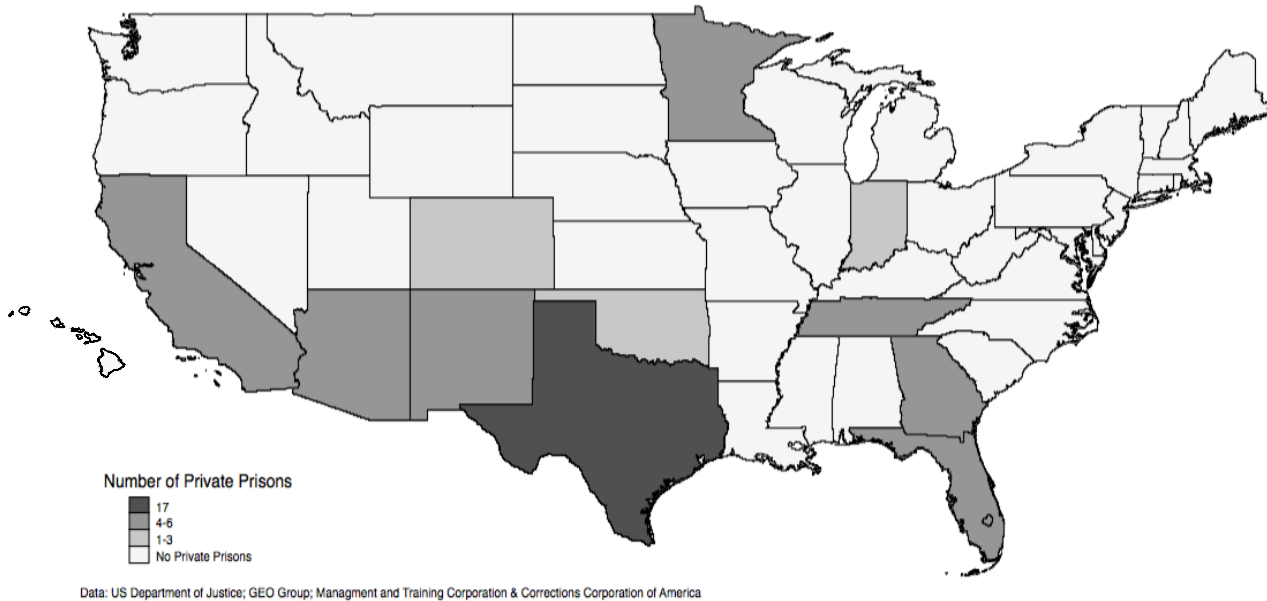 Number of Private Prisons
17
4-6
1-3
No Private Prisons
Data: US Department of Justice; GEO Group; Managment and Training Corporation & Corrections Corporation of America